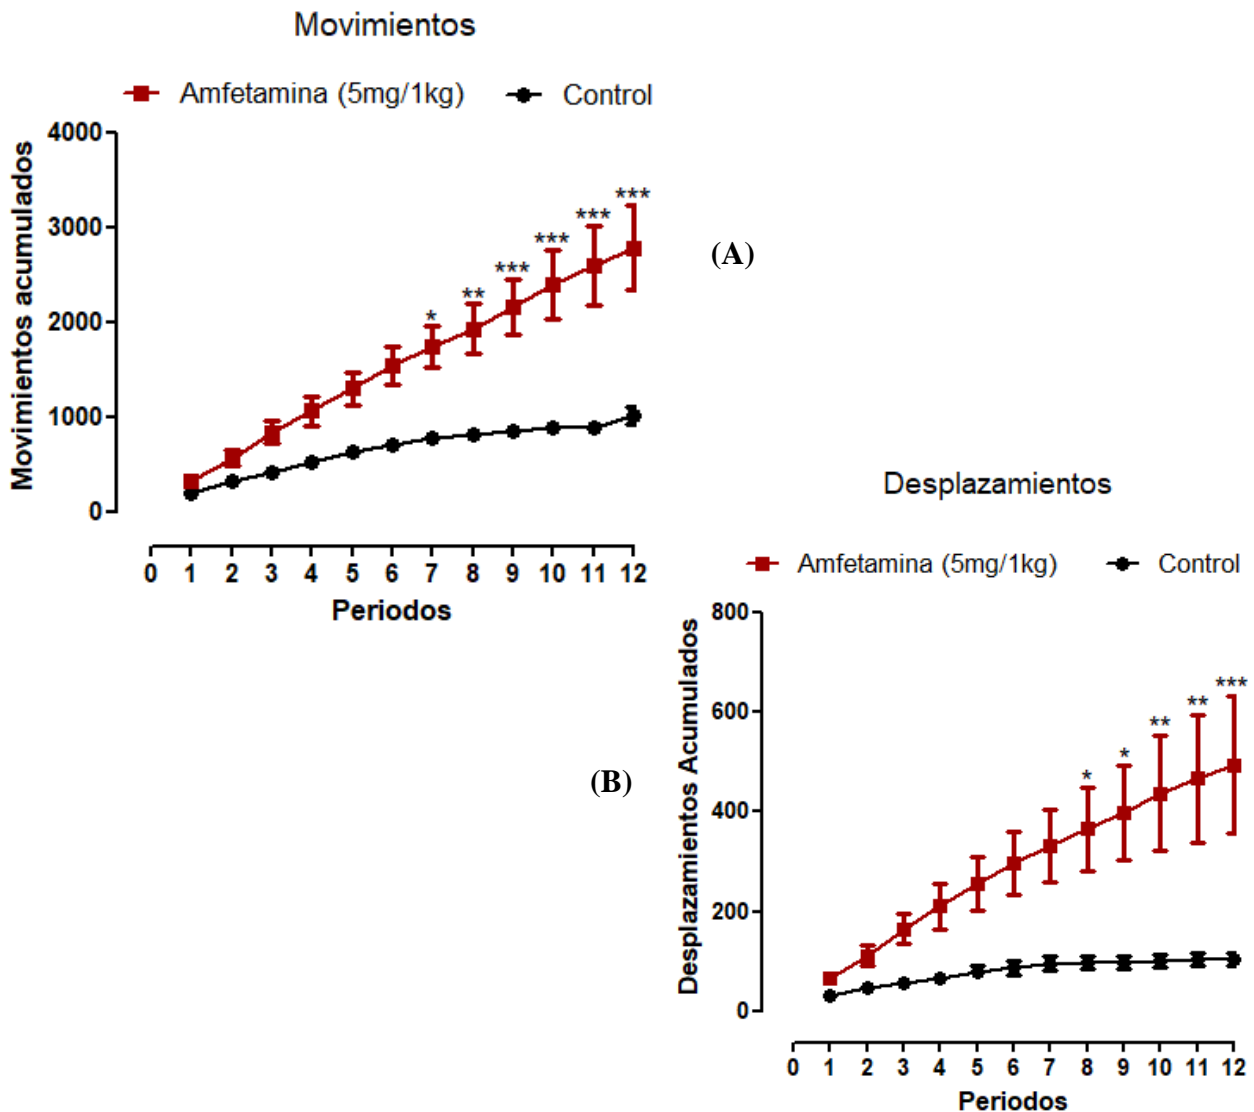 Movimientos
Amfetamina (5mg/1kg) Control
Movimientos acumulados
4000
3000
2000
1000
0
* ** *** *** *** ***
0 1 2 3 4 5 6 7 8 9 10 11 12
Periodos
(A)
Desplazamientos
Amfetamina (5mg/1kg) Control
Desplazamientos Acumulados
800
600
400
200
0
* * ** ** ***
0 1 2 3 4 5 6 7 8 9 10 11 12
Periodos
(B)